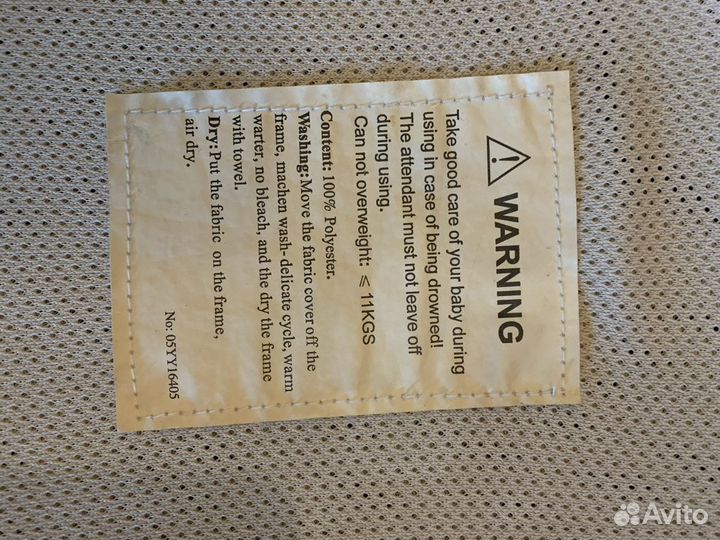 WARNING
Take good care of your baby during
using in case of being drowned!
The attendant must not leave off
during using.
Can not overweight: ⩽ 11KGS
Content: 100% Polyester.
Washing:Move the fabric cover off the
frame, machen wash- delicate cycle, warm
warter, no bleach, and the dry the frame
with towel.
Dry:Put the fabric on the frame,
air dry.
No: 05YY16405
Avito